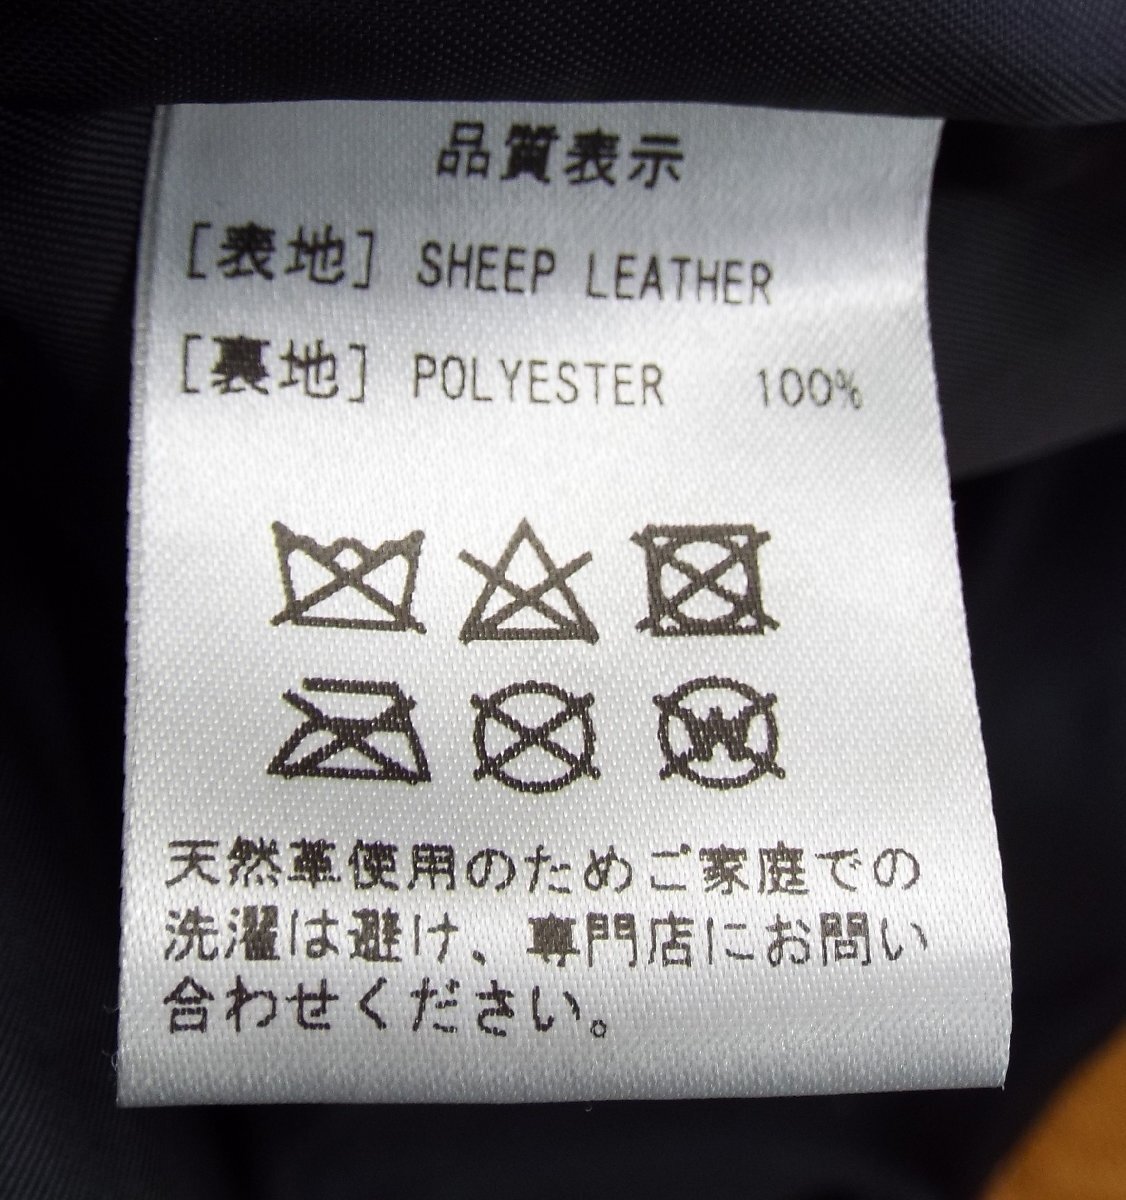 品質表示
[表地] SHEEP LEATHER
[裏地] POLYESTER 100%
W
天然革使用のためご家庭での
洗濯は避け、専門店にお問い
合わせください。